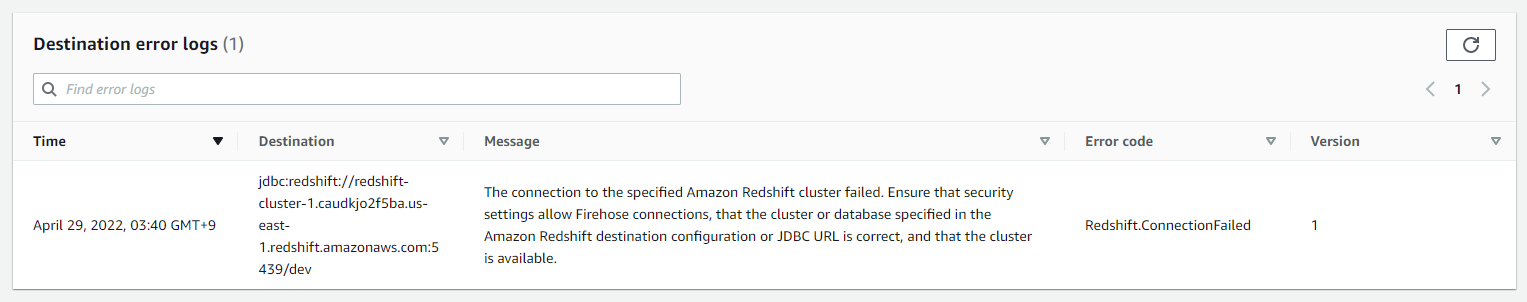 Destination error logs (1)
Find error logs
1
Time
Destination
Message
Error code
Version
April 29, 2022, 03:40 GMT+9
jdbc:redshift://redshift-
cluster-1.caudkjo2f5ba.us-
east-
1.redshift.amazonaws.com:5
439/dev
The connection to the specified Amazon Redshift cluster failed. Ensure that security
settings allow Firehose connections, that the cluster or database specified in the
Amazon Redshift destination configuration or JDBC URL is correct, and that the cluster
is available.
Redshift.ConnectionFailed
1